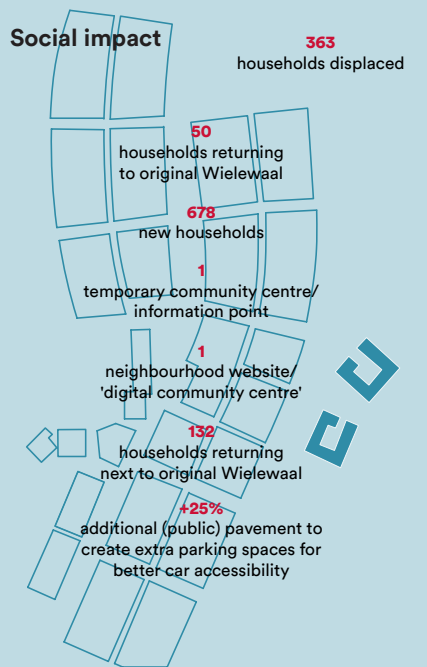 Social impact
363
households displaced
50
households returning
to original Wielewaal
678
new households
1
temporary community centre/
information point
1
neighbourhood website/
'digital community centre'
132
households returning
next to original Wielewaal
+25%
additional (public) pavement to
create extra parking spaces for
better car accessibility